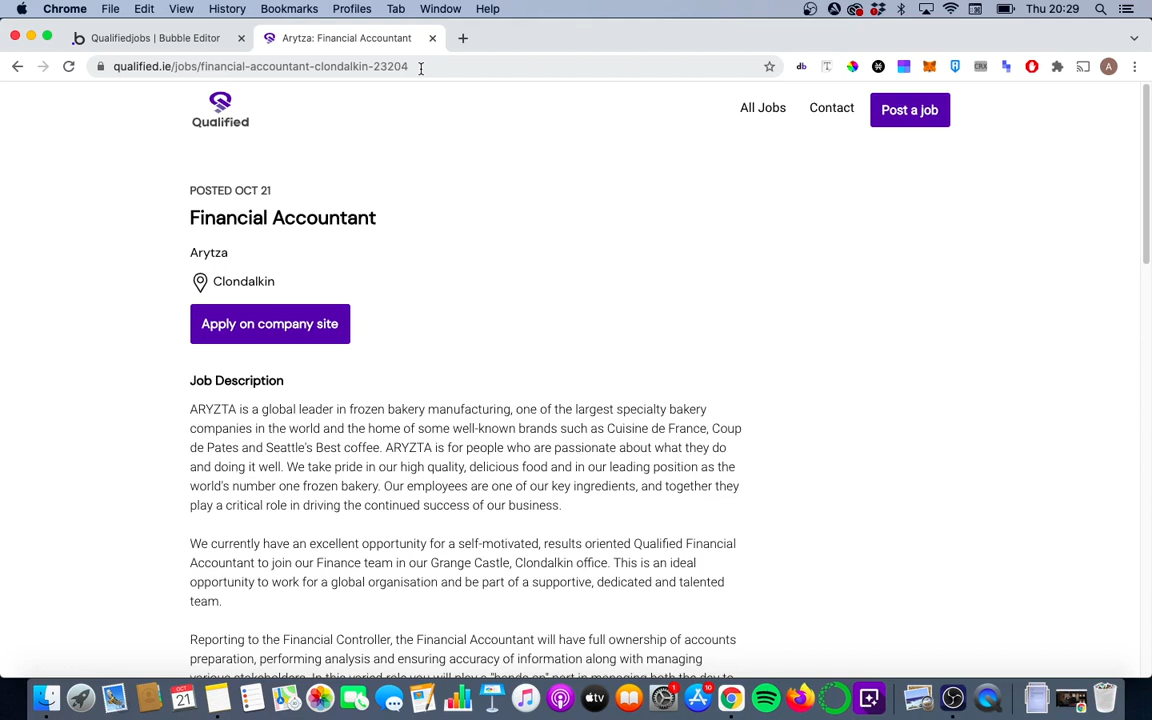 Chrome File Edit View History Bookmarks Profiles Tab Window Help Thu 20:29
Qualifiedjobs | Bubble Editor Arytza: Financial Accountant
qualified.ie/jobs/financial-accountant-clondalkin-23204
Qualified
All Jobs Contact Post a job
POSTED OCT 21
Financial Accountant
Arytza
Clondalkin
Apply on company site
Job Description
ARYZTA is a global leader in frozen bakery manufacturing, one of the largest specialty bakery
companies in the world and the home of some well-known brands such as Cuisine de France, Coup
de Pates and Seattle's Best coffee. ARYZTA is for people who are passionate about what they do
and doing it well. We take pride in our high quality, delicious food and in our leading position as the
world's number one frozen bakery. Our employees are one of our key ingredients, and together they
play a critical role in driving the continued success of our business.
We currently have an excellent opportunity for a self-motivated, results oriented Qualified Financial
Accountant to join our Finance team in our Grange Castle, Clondalkin office. This is an ideal
opportunity to work for a global organisation and be part of a supportive, dedicated and talented
team.
Reporting to the Financial Controller, the Financial Accountant will have full ownership of accounts
preparation, performing analysis and ensuring accuracy of information along with managing